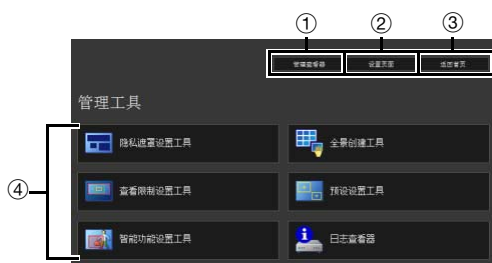 ① ② ③
管理查看器 设置页面 返回首页
管理工具
④
隐私遮罩设置工具 全景创建工具
查看限制设置工具 预设设置工具
智能功能设置工具 日志查看器